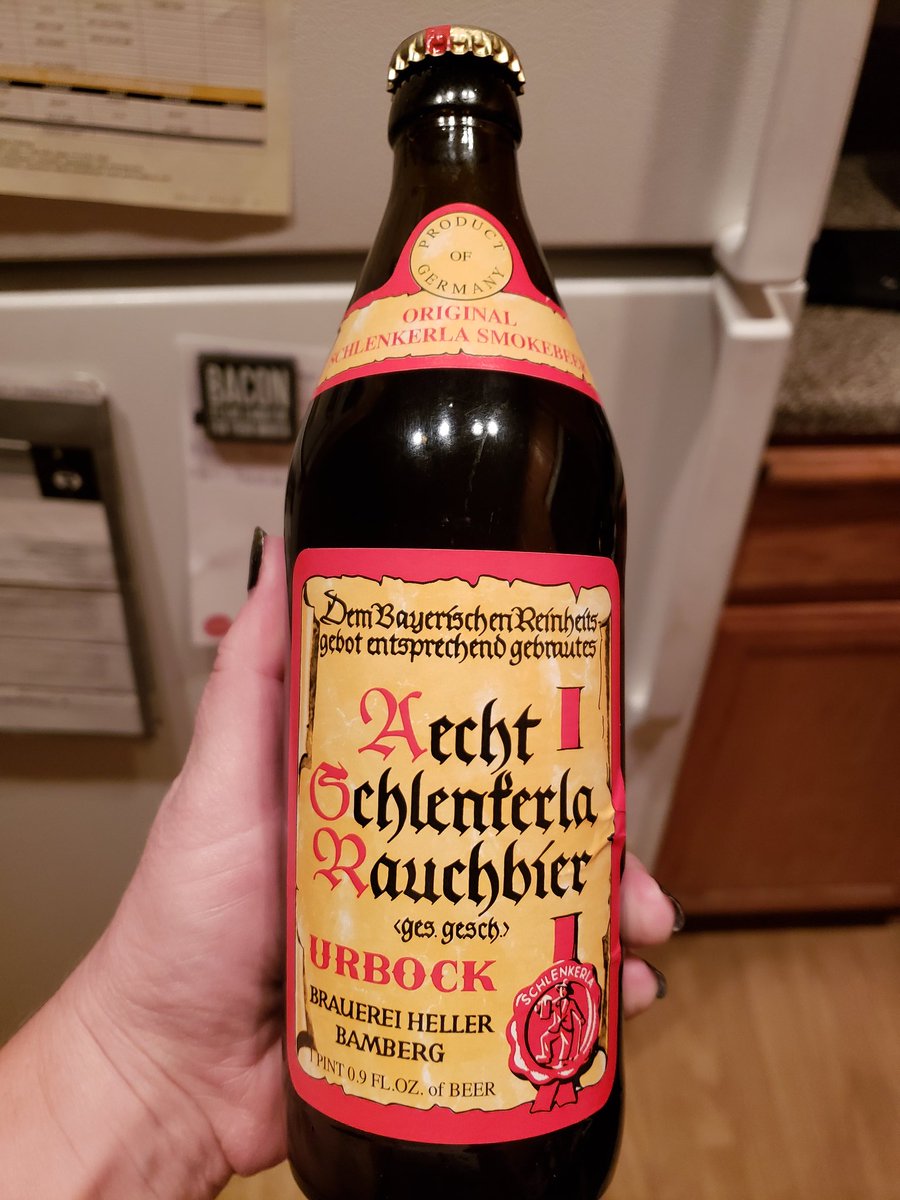 PRODUCT
OF
GERMANY
ORIGINAL
SCHLENKERLA SMOKEBEER
BACON
Dem Bayerischen Reinheits
gebot entsprechend gebrautes
Aecht
Schlenkerla
Rauchbier
<ges. gesch.>
URBOCK
SCHLENKERLA
BRAUEREI HELLER
BAMBERG
1 PINT 0.9 FL.OZ. of BEER